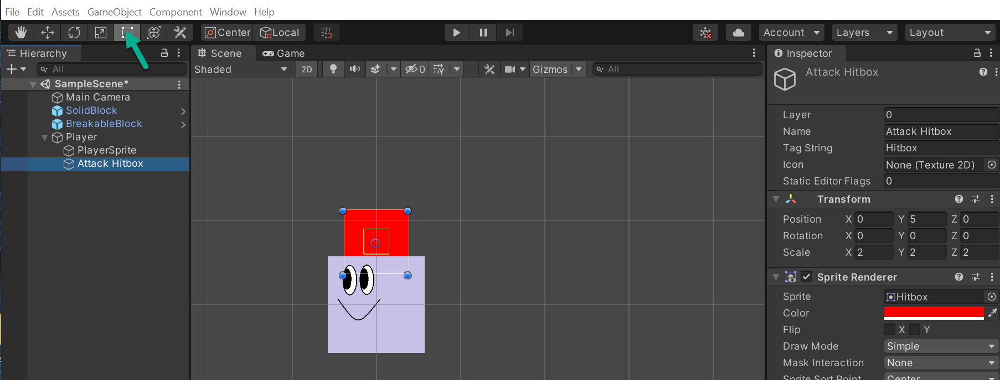 File Edit Assets GameObject Component Window Help
Center Local Account Layers Layout
Hierarchy
All
SampleScene*
Main Camera
SolidBlock
BreakableBlock
Player
PlayerSprite
Attack Hitbox
Scene Game
Shaded 2D 0 Gizmos All
Inspector
Attack Hitbox
Layer 0
Name Attack Hitbox
Tag String Hitbox
Icon None (Texture 2D)
Static Editor Flags 0
Transform
Position X 0 Y 5 Z 0
Rotation X 0 Y 0 Z 0
Scale X 2 Y 2 Z 2
Sprite Renderer
Sprite Hitbox
Color
Flip X Y
Draw Mode Simple
Mask Interaction None
Sprite Sort Point Center